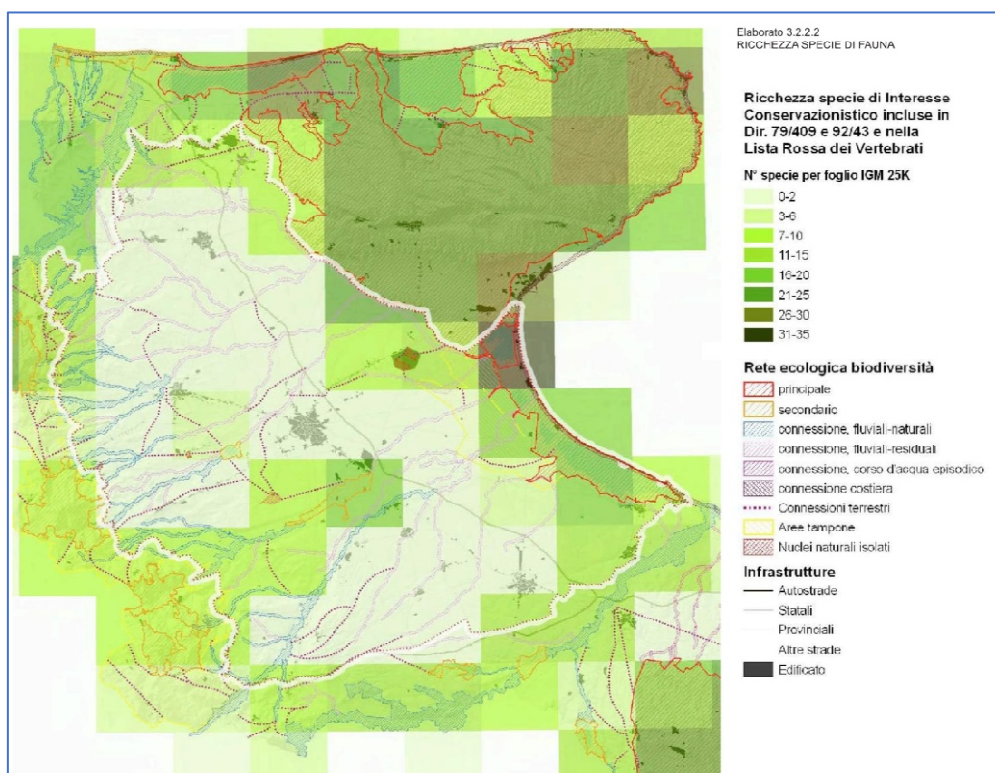 Elaborato 3.2.2.2
RICCHEZZA SPECIE DI FAUNA
Ricchezza specie di Interesse
Conservazionistico incluse in
Dir. 79/409 e 92/43 e nella
Lista Rossa dei Vertebrati
N° specie per foglio IGM 25K
0-2
3-6
7-10
11-15
16-20
21-25
26-30
31-35
Rete ecologica biodiversità
principale
secondario
connessione, fluviali-naturali
connessione, fluviali-residuali
connessione, corso d'acqua episodico
connessione costiera
Connessioni terrestri
Aree tampone
Nuclei naturali isolati
Infrastrutture
Autostrade
Statali
Provinciali
Altre strade
Edificato